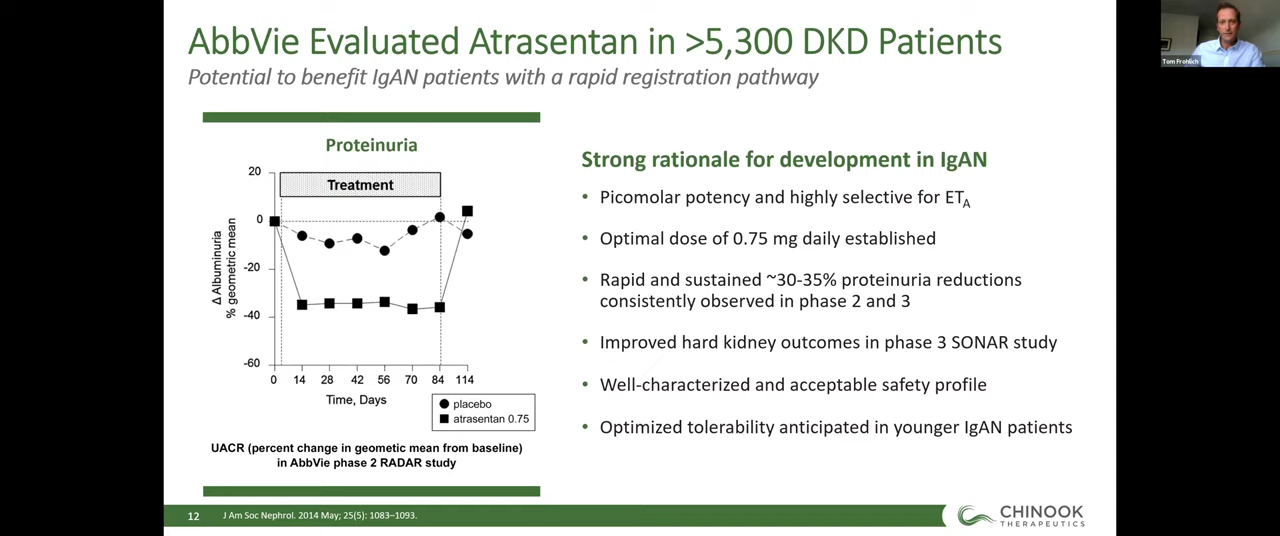 AbbVie Evaluated Atrasentan in >5,300 DKD Patients
Potential to benefit IgAN patients with a rapid registration pathway
Tom Frohlich
Proteinuria
Treatment
20
0
-20
-40
-60
Δ Albuminuria
% geometric mean
0 14 28 42 56 70 84 114
Time, Days
placebo
atrasentan 0.75
UACR (percent change in geometic mean from baseline)
in AbbVie phase 2 RADAR study
Strong rationale for development in IgAN
• Picomolar potency and highly selective for ETA
• Optimal dose of 0.75 mg daily established
• Rapid and sustained ~30-35% proteinuria reductions
consistently observed in phase 2 and 3
• Improved hard kidney outcomes in phase 3 SONAR study
• Well-characterized and acceptable safety profile
• Optimized tolerability anticipated in younger IgAN patients
12
J Am Soc Nephrol. 2014 May; 25(5): 1083–1093.
CHINOOK
THERAPEUTICS